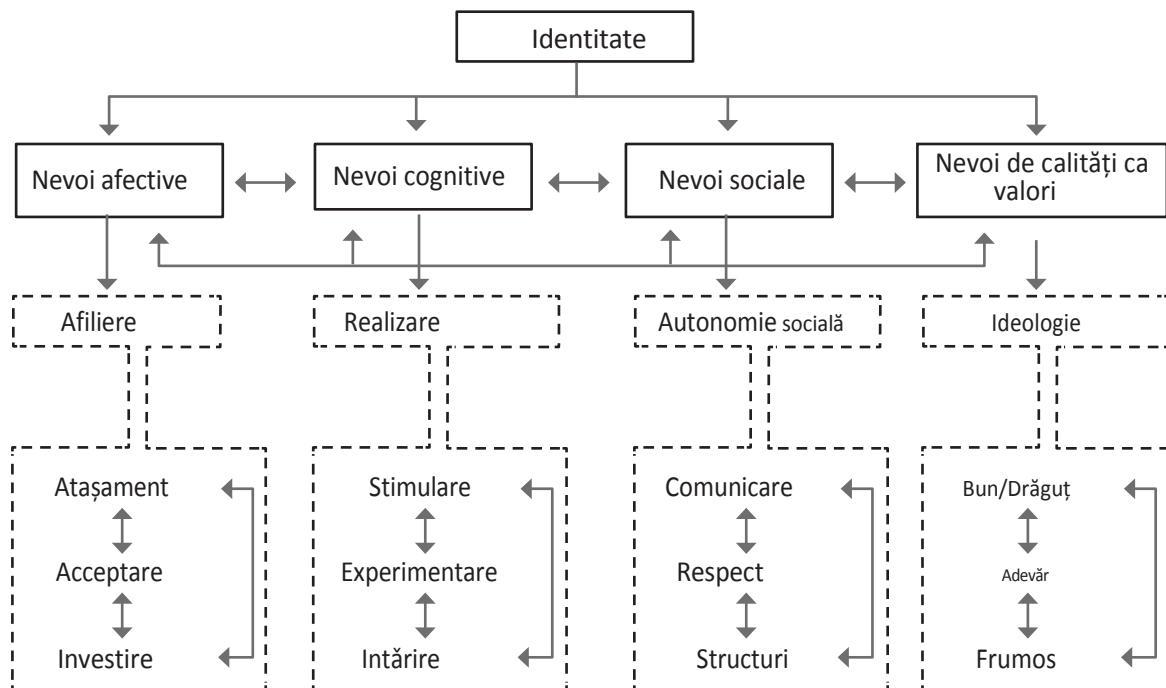 Identitate
Nevoi afective
Nevoi cognitive
Nevoi sociale
Nevoi de calități ca
valori
Afiliere
Realizare
Autonomie socială
Ideologie
Atașament
Stimulare
Comunicare
Bun/Drăguț
Acceptare
Experimentare
Respect
Adevăr
Investire
Intărire
Structuri
Frumos